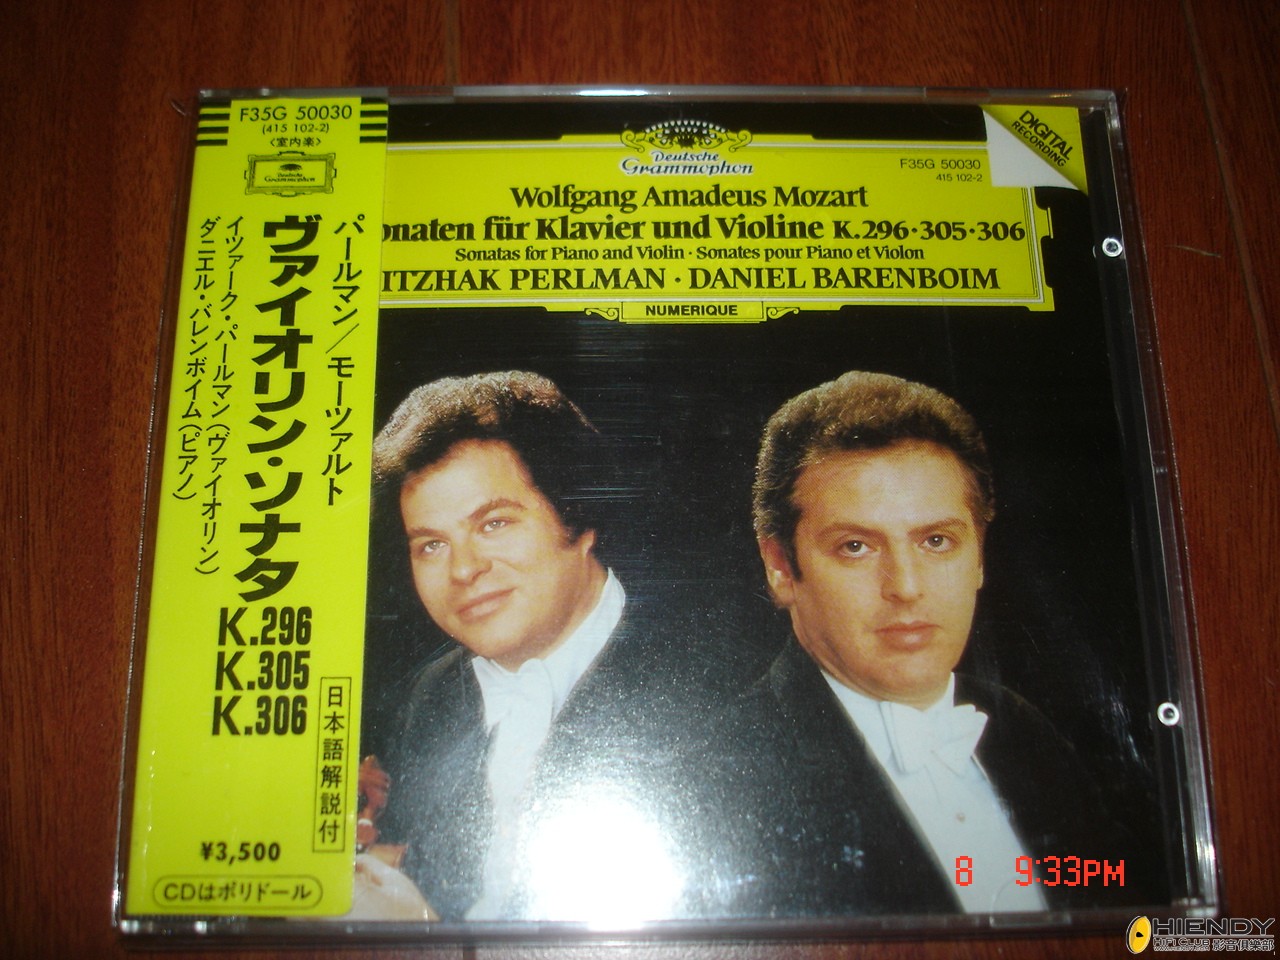 F35G 50030
(415 102-2)
〈室内楽〉
Deutsche
Grammophon
パールマン／モーツァルト
ヴァイオリン・ソナタ
K.296
K.305
K.306
イツァーク・パールマン(ヴァイオリン)
ダニエル・バレンボイム(ピアノ)
日本語解説付
¥3,500
CDはポリドール
Deutsche
Grammophon
F35G 50030
415 102-2
DIGITAL
RECORDING
Wolfgang Amadeus Mozart
onaten für Klavier und Violine K.296·305·306
Sonatas for Piano and Violin · Sonates pour Piano et Violon
ITZHAK PERLMAN · DANIEL BARENBOIM
NUMERIQUE
8 9:33PM
HIENDY
HIFI CLUB 影音俱樂部